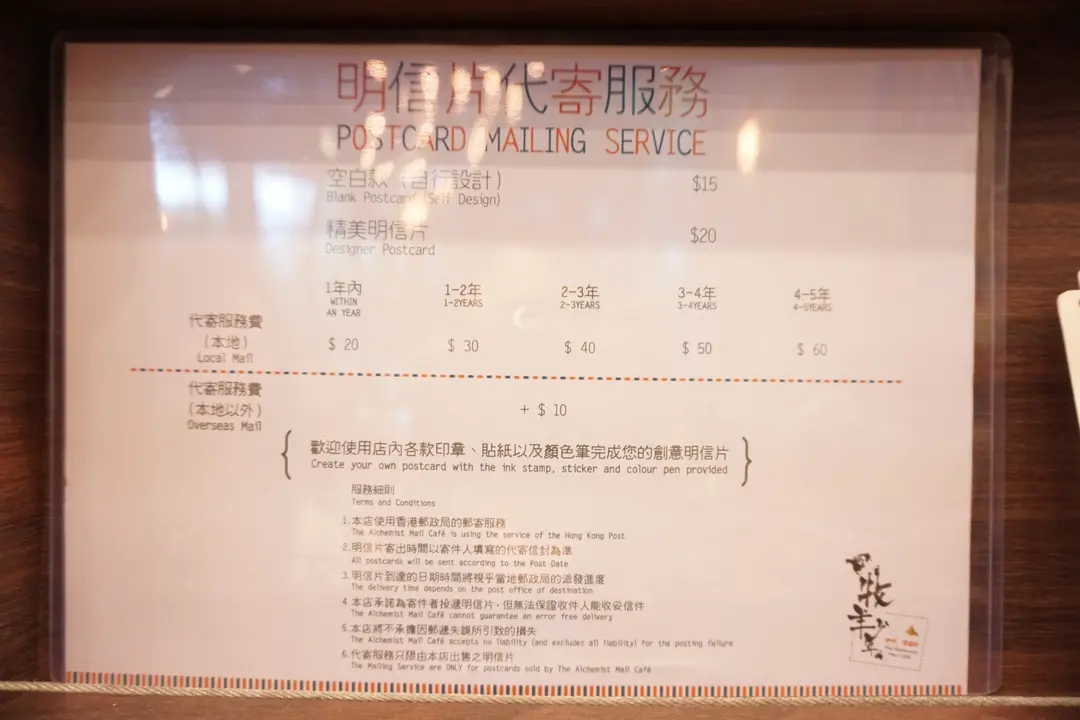 明信片代寄服務
POSTCARD MAILING SERVICE
空白款（自行設計） $15
Blank Postcard (Self Design)
精美明信片 $20
Designer Postcard
1年內 1-2年 2-3年 3-4年 4-5年
WITHIN AN YEAR 1-2YEARS 2-3YEARS 3-4YEARS 4-5YEARS
代寄服務費
（本地） $ 20 $ 30 $ 40 $ 50 $ 60
Local Mail
代寄服務費
（本地以外） + $ 10
Overseas Mail
歡迎使用店內各款印章、貼紙以及顏色筆完成您的創意明信片
Create your own postcard with the ink stamp, sticker and colour pen provided
服務細則
Terms and Conditions
1.本店使用香港郵政局的郵寄服務
The Alchemist Mail Café is using the service of the Hong Kong Post
2.明信片寄出時間以寄件人填寫的代寄信封為準
All postcards will be sent according to the Post Date
3.明信片到達的日期時間將視乎當地郵政局的派發進度
The delivery time depends on the post office of destination
4.本店承諾為寄件者投遞明信片，但無法保證收件人能收妥信件
The Alchemist Mail Café cannot guarantee an error free delivery
5.本店將不承擔因郵遞失誤所引致的損失
The Alchemist Mail Café accepts no liability (and excludes all liability) for the posting failure
6.代寄服務只限由本店出售之明信片
The Mailing Service are ONLY for postcards sold by The Alchemist Mail Café
牧羊少年